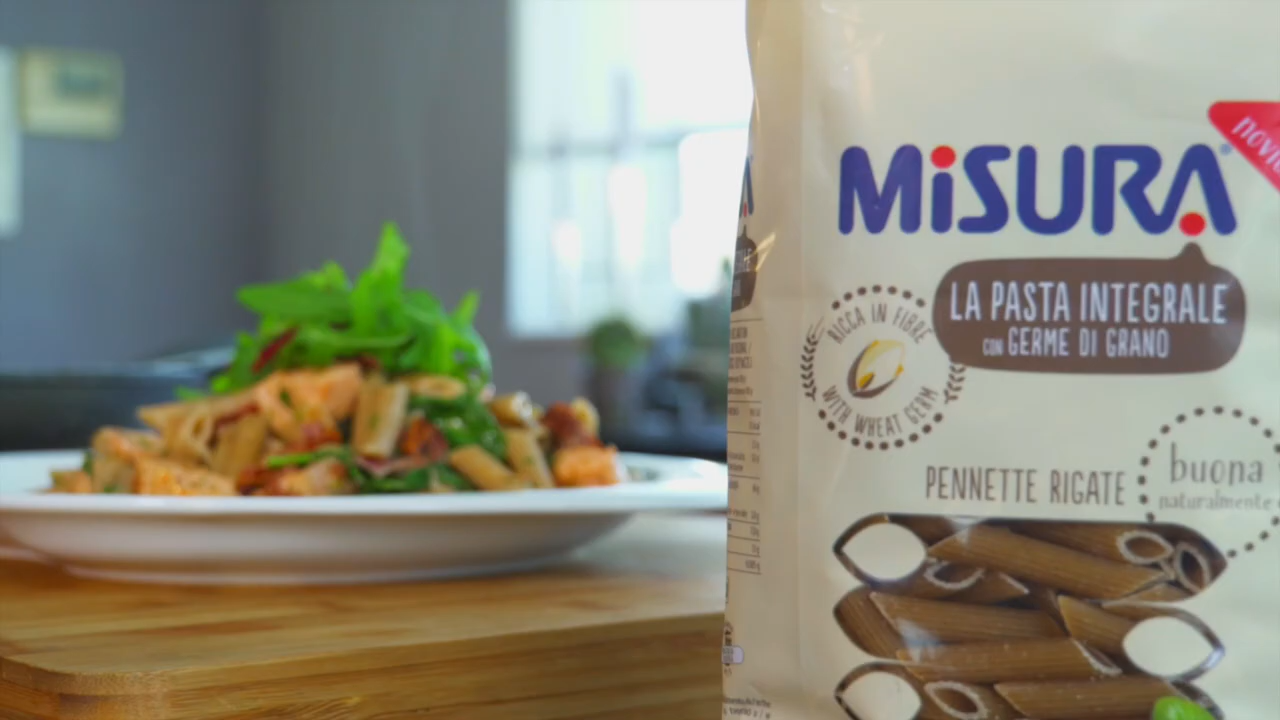 MiSURA
LA PASTA INTEGRALE
CON GERME DI GRANO
RICCA IN FIBRE
WITH WHEAT GERM
PENNETTE RIGATE
buona
naturalmente